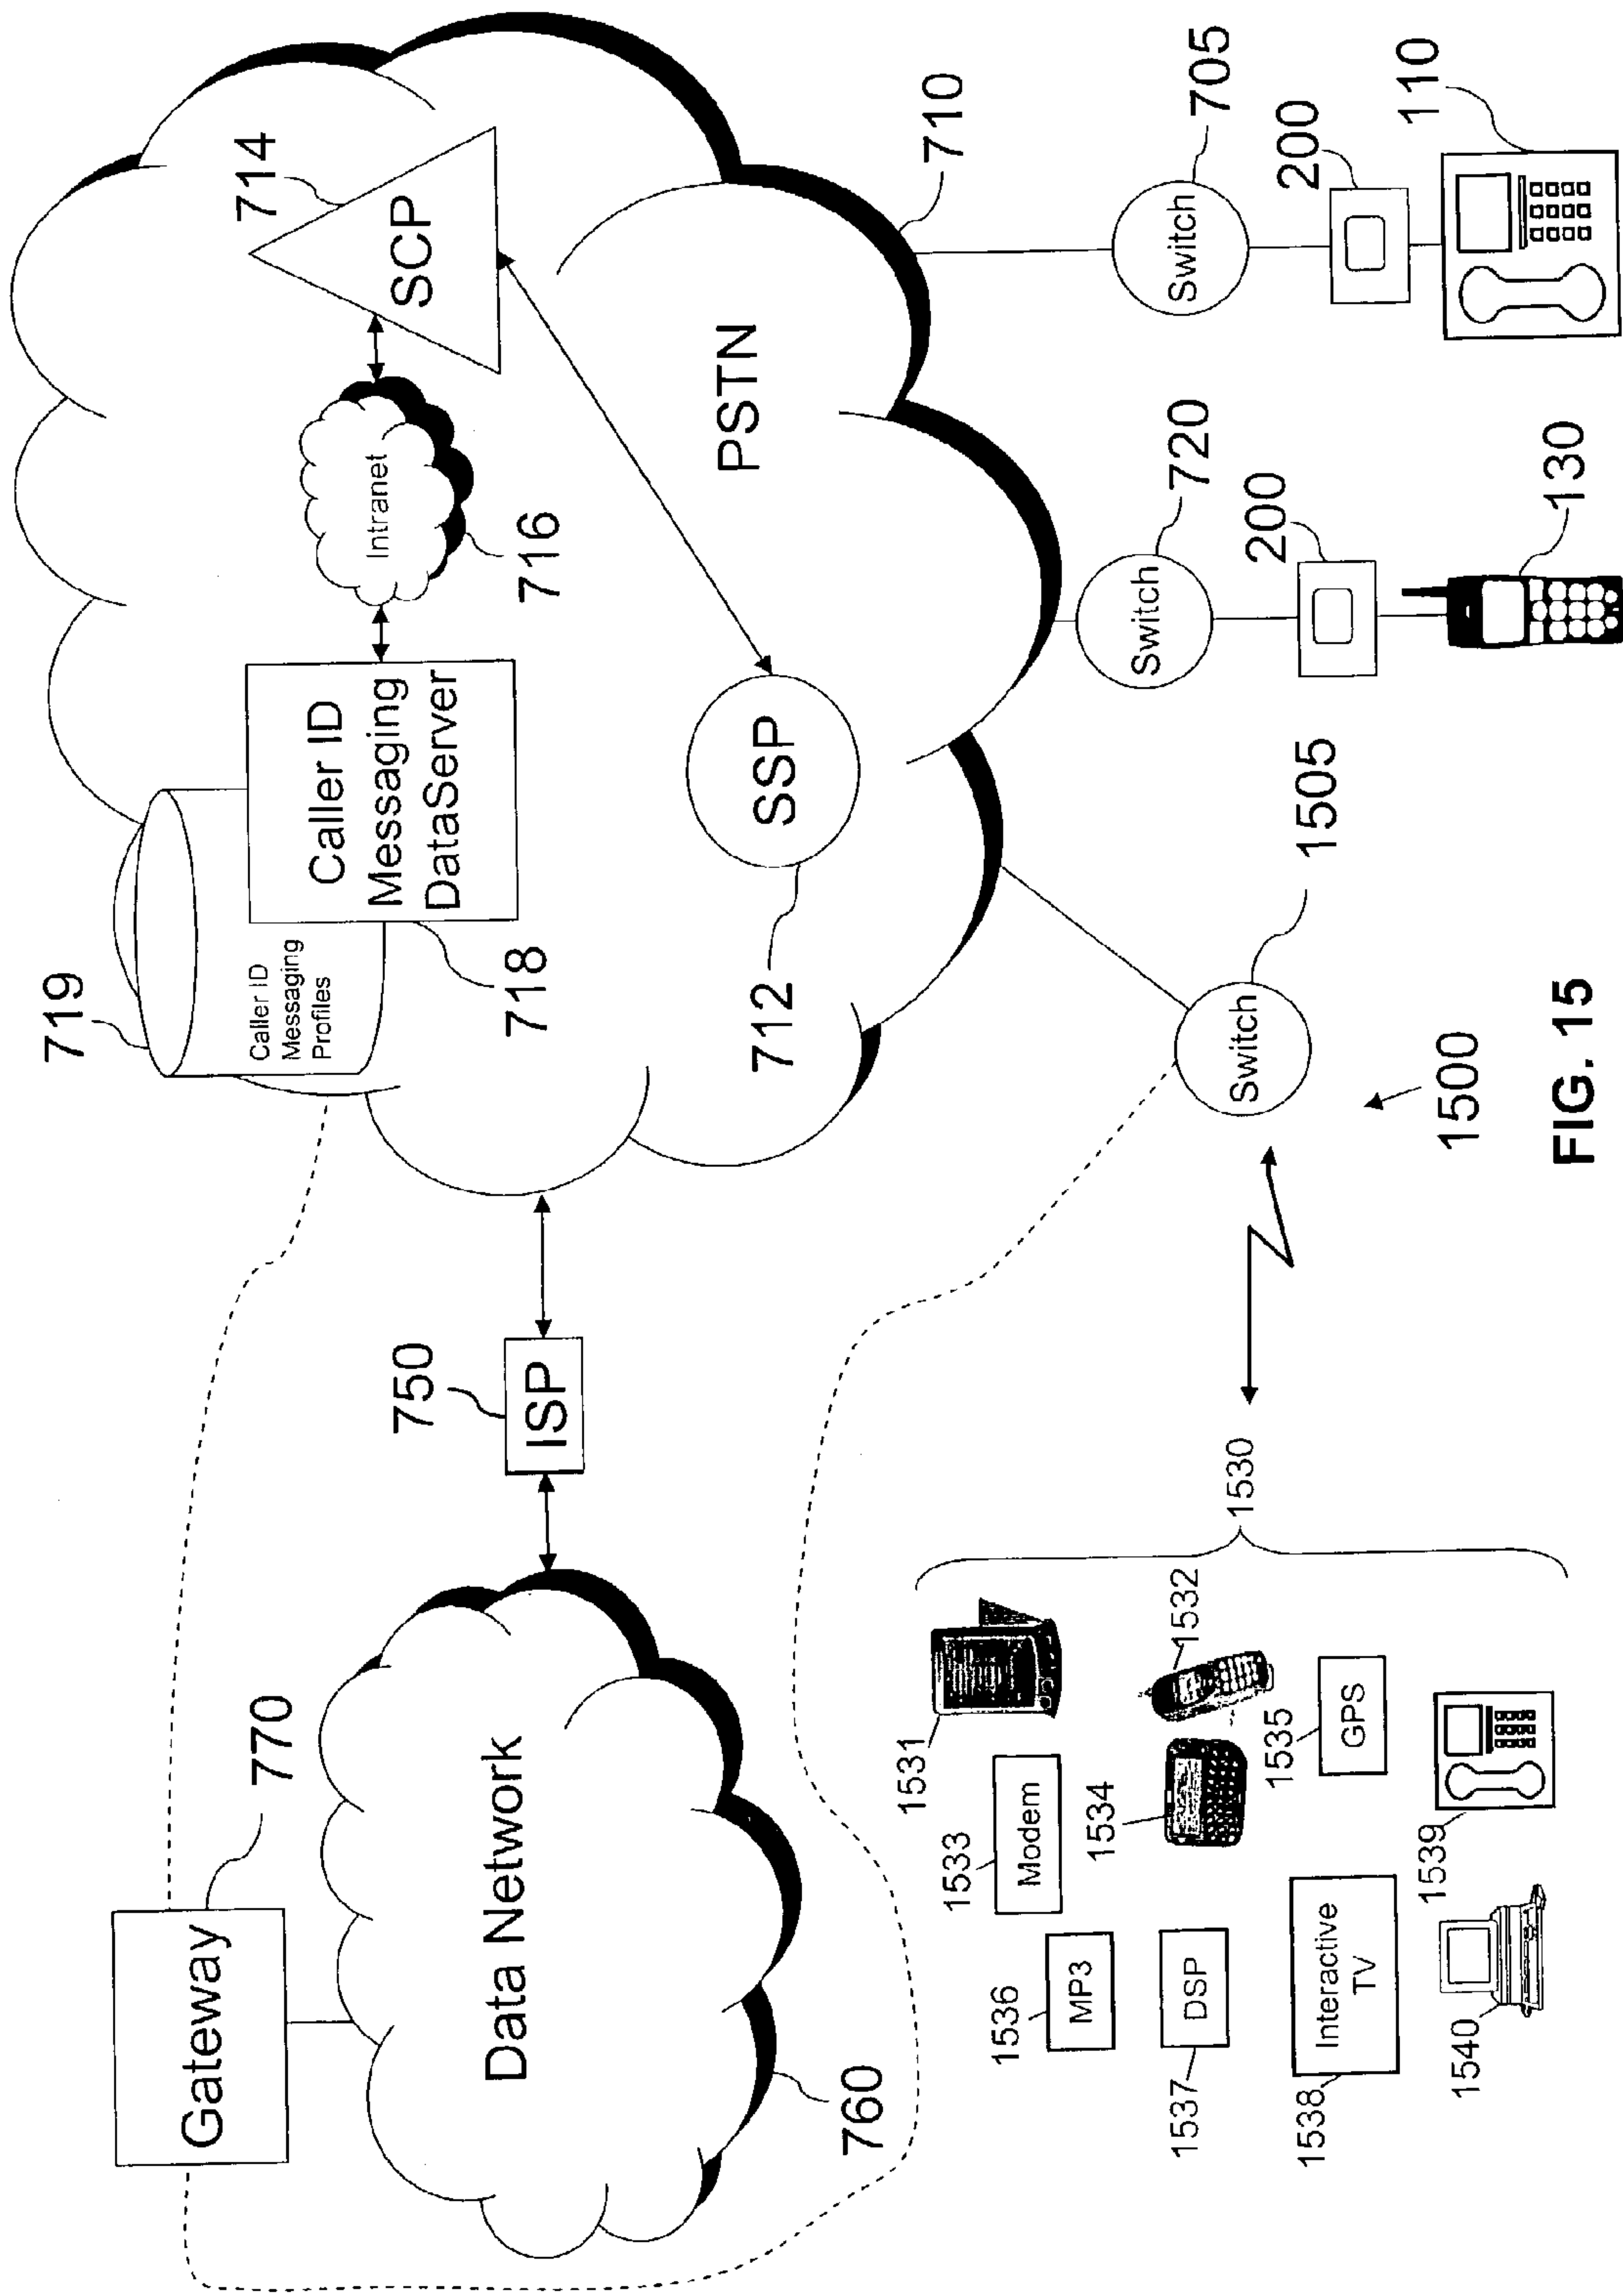 770
Gateway
Data Network
760
750
ISP
719
Caller ID
Messaging
Profiles
Caller ID
Messaging
DataServer
718
Intranet
716
714
SCP
SSP
712
PSTN
710
Switch
705
200
110
Switch
720
200
130
Switch
1505
1500
1530
1531
1532
1533
Modem
1534
1535
GPS
1536
MP3
1537
DSP
1538
Interactive
TV
1539
1540
FIG. 15